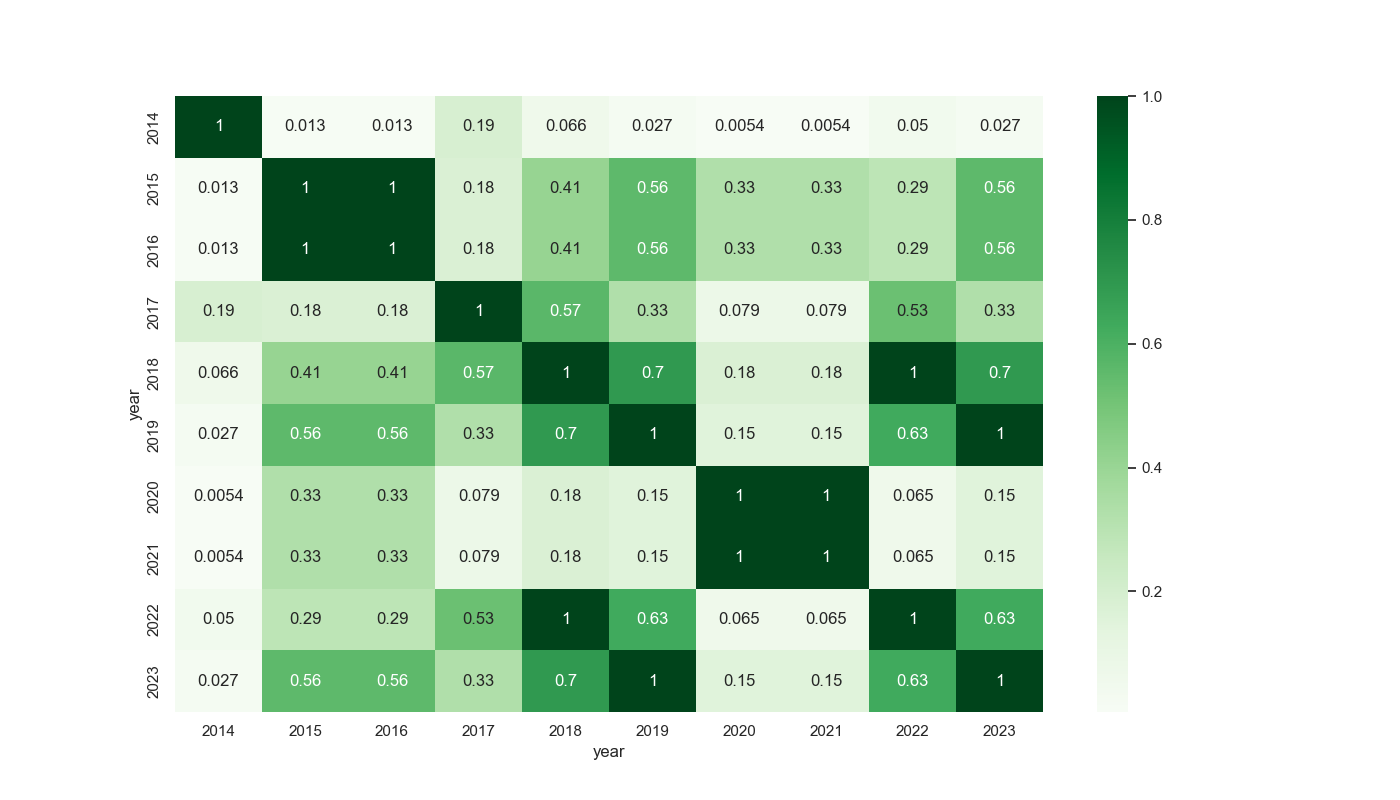 1.0
2014 1 0.013 0.013 0.19 0.066 0.027 0.0054 0.0054 0.05 0.027
2015 0.013 1 1 0.18 0.41 0.56 0.33 0.33 0.29 0.56
0.8
2016 0.013 1 1 0.18 0.41 0.56 0.33 0.33 0.29 0.56
2017 0.19 0.18 0.18 1 0.57 0.33 0.079 0.079 0.53 0.33
0.6
2018 0.066 0.41 0.41 0.57 1 0.7 0.18 0.18 1 0.7
year
2019 0.027 0.56 0.56 0.33 0.7 1 0.15 0.15 0.63 1
0.4
2020 0.0054 0.33 0.33 0.079 0.18 0.15 1 1 0.065 0.15
2021 0.0054 0.33 0.33 0.079 0.18 0.15 1 1 0.065 0.15
0.2
2022 0.05 0.29 0.29 0.53 1 0.63 0.065 0.065 1 0.63
2023 0.027 0.56 0.56 0.33 0.7 1 0.15 0.15 0.63 1
2014 2015 2016 2017 2018 2019 2020 2021 2022 2023
year